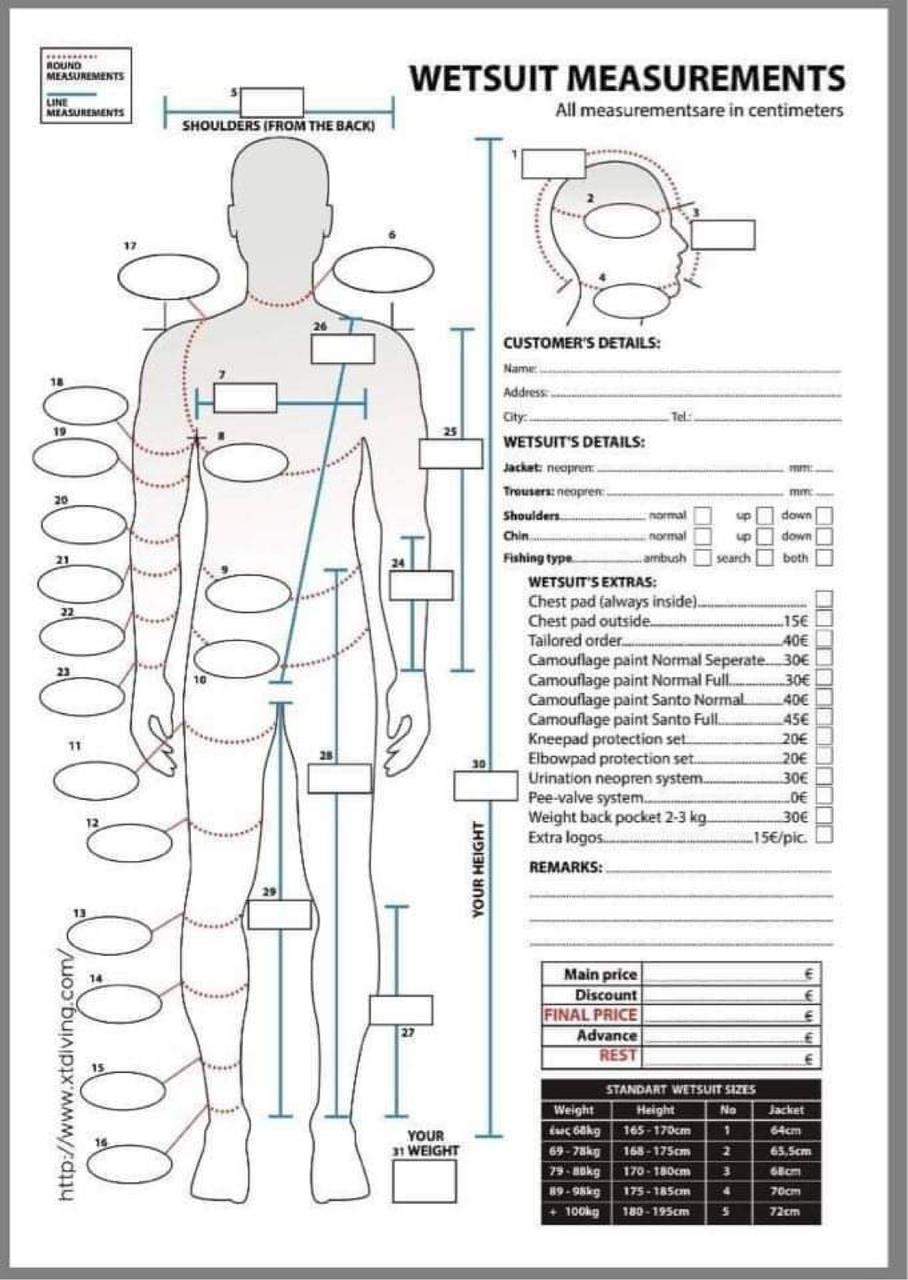 ROUND
MEASUREMENTS
LINE
MEASUREMENTS
WETSUIT MEASUREMENTS
All measurementsare in centimeters
5
SHOULDERS (FROM THE BACK)
1
2
3
4
17
6
26
7
18
8
19
25
20
21
24
9
22
23
10
11
28
30
YOUR HEIGHT
12
29
13
14
27
15
16
YOUR
31 WEIGHT
http://www.xtdiving.com/
CUSTOMER'S DETAILS:
Name:
Address:
City: Tel.:
WETSUIT'S DETAILS:
Jacket: neopren: mm:
Trousers: neopren: mm:
Shoulders normal up down
Chin normal up down
Fishing type ambush search both
WETSUIT'S EXTRAS:
Chest pad (always inside)
Chest pad outside 15€
Tailored order 40€
Camouflage paint Normal Seperate 30€
Camouflage paint Normal Full 30€
Camouflage paint Santo Normal 40€
Camouflage paint Santo Full 45€
Kneepad protection set 20€
Elbowpad protection set 20€
Urination neopren system 30€
Pee-valve system 0€
Weight back pocket 2-3 kg 30€
Extra logos 15€/pic.
REMARKS:
Main price €
Discount €
FINAL PRICE €
Advance €
REST €
STANDART WETSUIT SIZES
Weight Height No Jacket
έως 68kg 165 - 170cm 1 64cm
69 - 78kg 168 - 175cm 2 65,5cm
79 - 88kg 170 - 180cm 3 68cm
89 - 98kg 175 - 185cm 4 70cm
+ 100kg 180 - 195cm 5 72cm